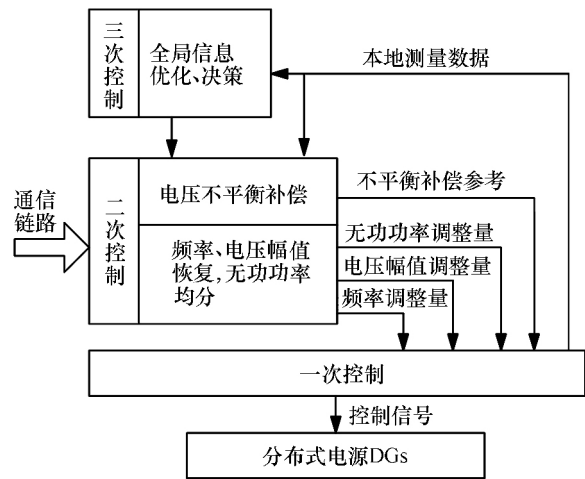 三次控制
全局信息
优化、决策
本地测量数据
通信
链路
二次控制
电压不平衡补偿
不平衡补偿参考
频率、电压幅值
恢复,无功功率
均分
无功功率调整量
电压幅值调整量
频率调整量
一次控制
控制信号
分布式电源DGs